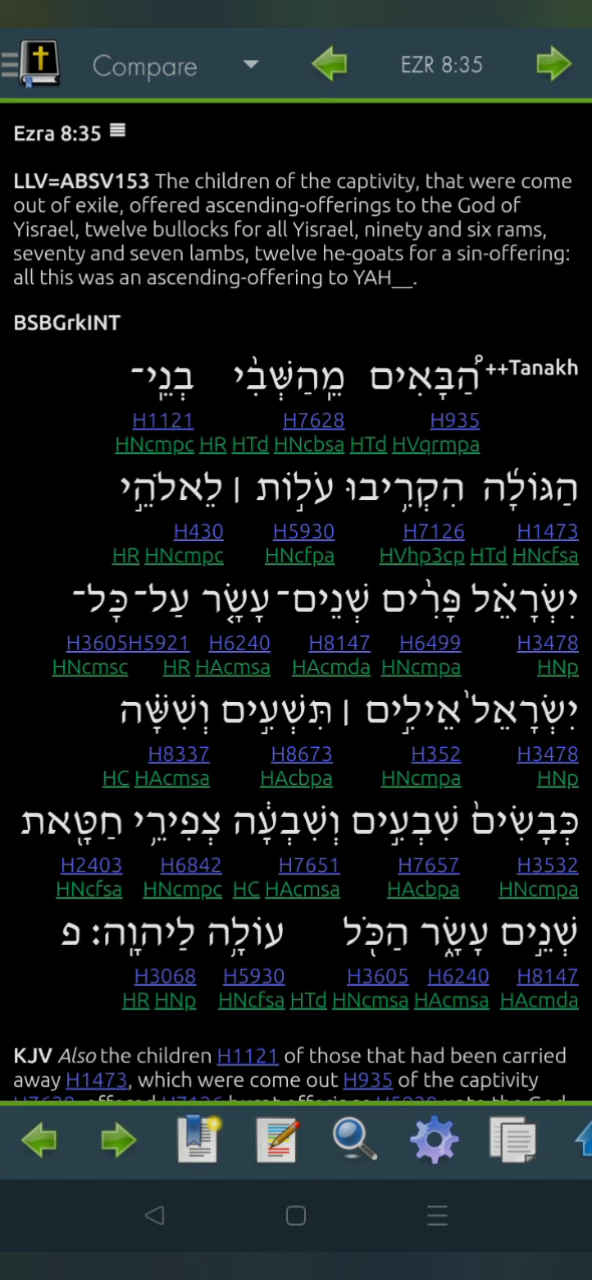 Compare
EZR 8:35
Ezra 8:35
LLV=ABSV153 The children of the captivity, that were come
out of exile, offered ascending-offerings to the God of
Yisrael, twelve bullocks for all Yisrael, ninety and six rams,
seventy and seven lambs, twelve he-goats for a sin-offering:
all this was an ascending-offering to YAH__.
BSBGrkINT
++Tanakh הַ֠בָּאִים מֵֽהַשְּׁבִ֨י בְנֵֽי־
H1121 H7628 H935
HNcmpc HR HTd HNcbsa HTd HVqrmpa
הַגּוֹלָ֜ה הִקְרִ֥יבוּ עֹל֣וֹת ׀ לֵאלֹהֵ֣י
H430 H5930 H7126 H1473
HR HNcmpc HNcfpa HVhp3cp HTd HNcfsa
יִשְׂרָאֵ֗ל פָּרִ֨ים שְׁנֵים־ עָשָׂ֤ר עַל־ כָּל־
H3605H5921 H6240 H8147 H6499 H3478
HNcmsc HR HAcmsa HAcmda HNcmpa HNp
יִשְׂרָאֵל֙ אֵילִ֣ים ׀ תִּשְׁעִ֣ים וְשִׁשָּׁ֗ה
H8337 H8673 H352 H3478
HC HAcmsa HAcbpa HNcmpa HNp
כְּבָשִׂים֙ שִׁבְעִ֣ים וְשִׁבְעָ֔ה צְפִירֵ֥י חַטָּ֖את
H2403 H6842 H7651 H7657 H3532
HNcfsa HNcmpc HC HAcmsa HAcbpa HNcmpa
שְׁנֵ֣ים עָשָׂ֑ר הַכֹּ֖ל עוֹלָ֥ה לַיהוָֽה׃ פ
H3068 H5930 H3605 H6240 H8147
HR HNp HNcfsa HTd HNcmsa HAcmsa HAcmda
KJV Also the children H1121 of those that had been carried
away H1473, which were come out H935 of the captivity